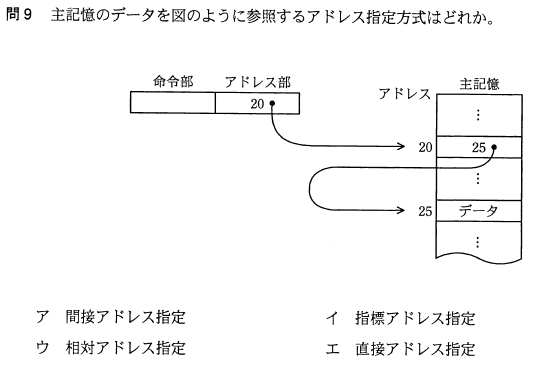 問9 主記憶のデータを図のように参照するアドレス指定方式はどれか。
命令部 アドレス部
20
アドレス 主記憶
⋮
20 25
⋮
25 データ
⋮
ア 間接アドレス指定 イ 指標アドレス指定
ウ 相対アドレス指定 エ 直接アドレス指定